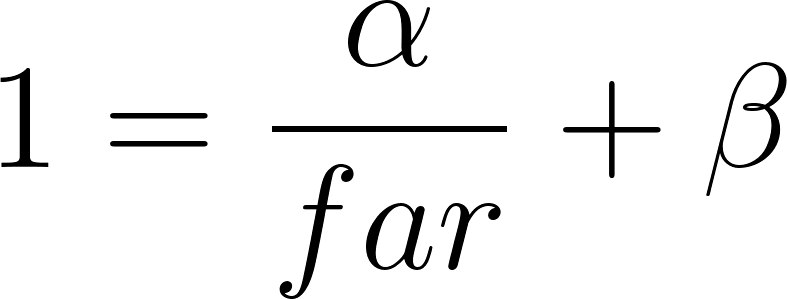 1 = α/far + β